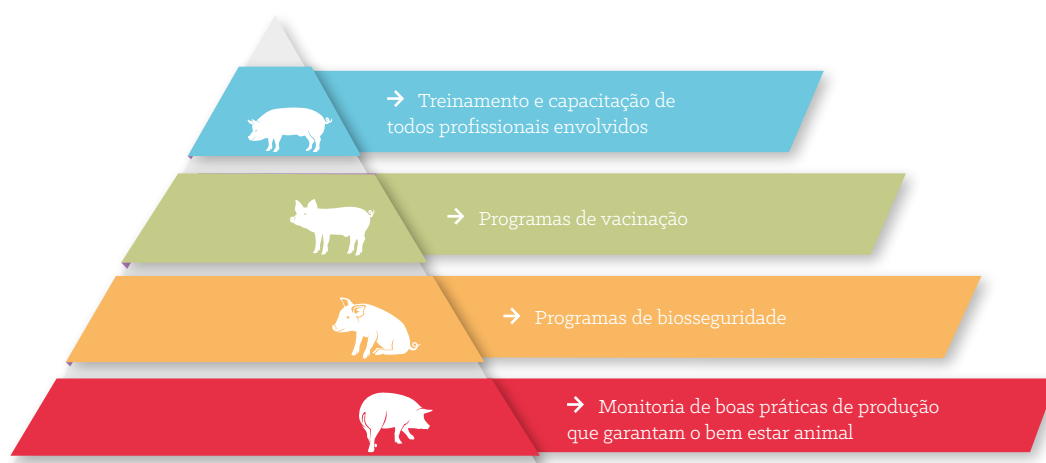 → Treinamento e capacitação de
todos profissionais envolvidos
→ Programas de vacinação
→ Programas de biosseguridade
→ Monitoria de boas práticas de produção
que garantam o bem estar animal